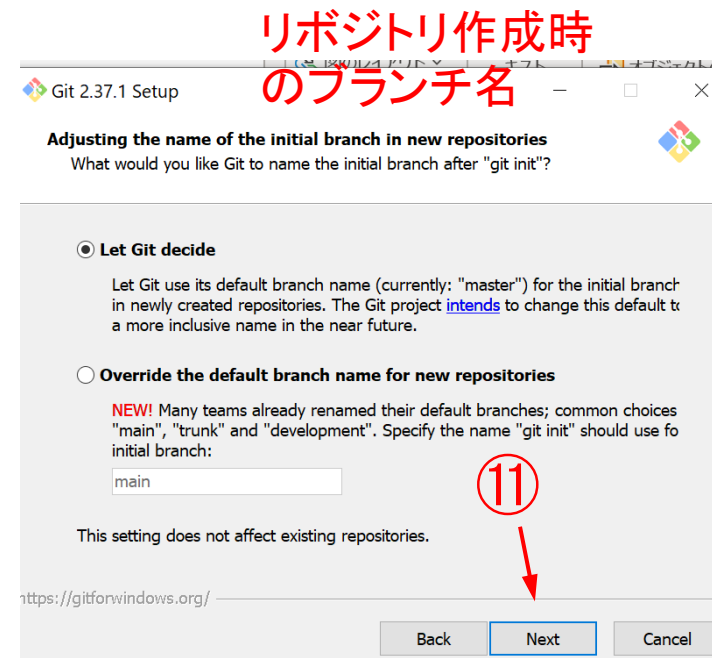 リポジトリ作成時
のブランチ名
Git 2.37.1 Setup
Adjusting the name of the initial branch in new repositories
What would you like Git to name the initial branch after "git init"?
Let Git decide
Let Git use its default branch name (currently: "master") for the initial branch
in newly created repositories. The Git project intends to change this default to
a more inclusive name in the near future.
Override the default branch name for new repositories
NEW! Many teams already renamed their default branches; common choices
"main", "trunk" and "development". Specify the name "git init" should use fo
initial branch:
main
⑪
This setting does not affect existing repositories.
https://gitforwindows.org/
Back Next Cancel